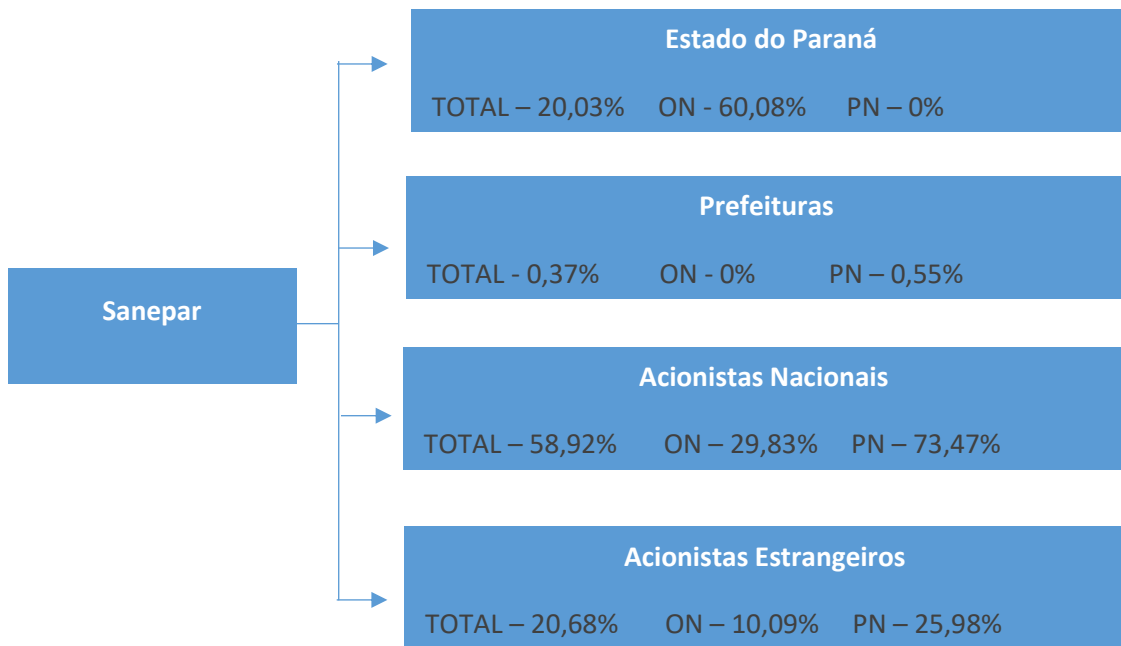 Estado do Paraná
TOTAL – 20,03% ON - 60,08% PN – 0%
Prefeituras
TOTAL - 0,37% ON - 0% PN – 0,55%
Sanepar
Acionistas Nacionais
TOTAL – 58,92% ON – 29,83% PN – 73,47%
Acionistas Estrangeiros
TOTAL – 20,68% ON – 10,09% PN – 25,98%